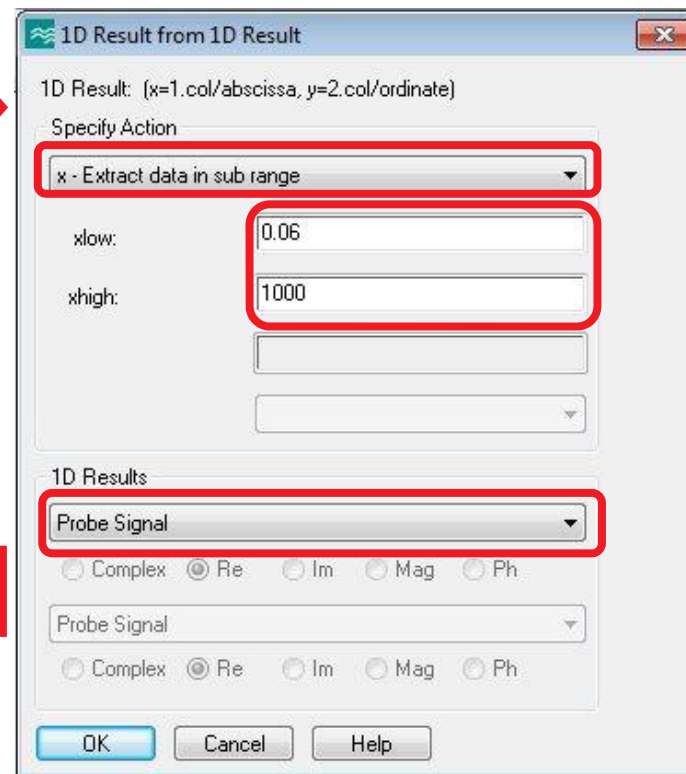 1D Result from 1D Result
1D Result: (x=1.col/abscissa, y=2.col/ordinate)
Specify Action
x - Extract data in sub range
xlow: 0.06
xhigh: 1000
1D Results
Probe Signal
Complex Re Im Mag Ph
Probe Signal
Complex Re Im Mag Ph
OK Cancel Help